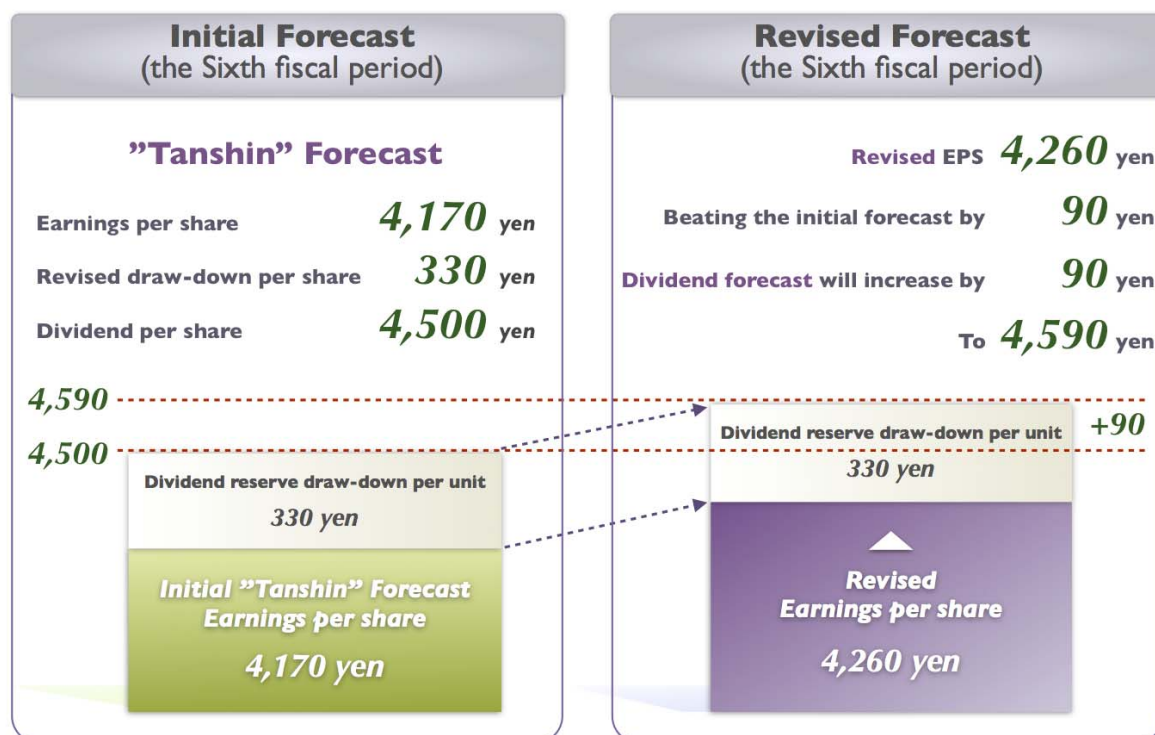 Initial Forecast
(the Sixth fiscal period)
”Tanshin” Forecast
Earnings per share 4,170 yen
Revised draw-down per share 330 yen
Dividend per share 4,500 yen
Revised Forecast
(the Sixth fiscal period)
Revised EPS 4,260 yen
Beating the initial forecast by 90 yen
Dividend forecast will increase by 90 yen
To 4,590 yen
4,590
4,500
Dividend reserve draw-down per unit
330 yen
Initial ”Tanshin” Forecast
Earnings per share
4,170 yen
+90
Dividend reserve draw-down per unit
330 yen
Revised
Earnings per share
4,260 yen